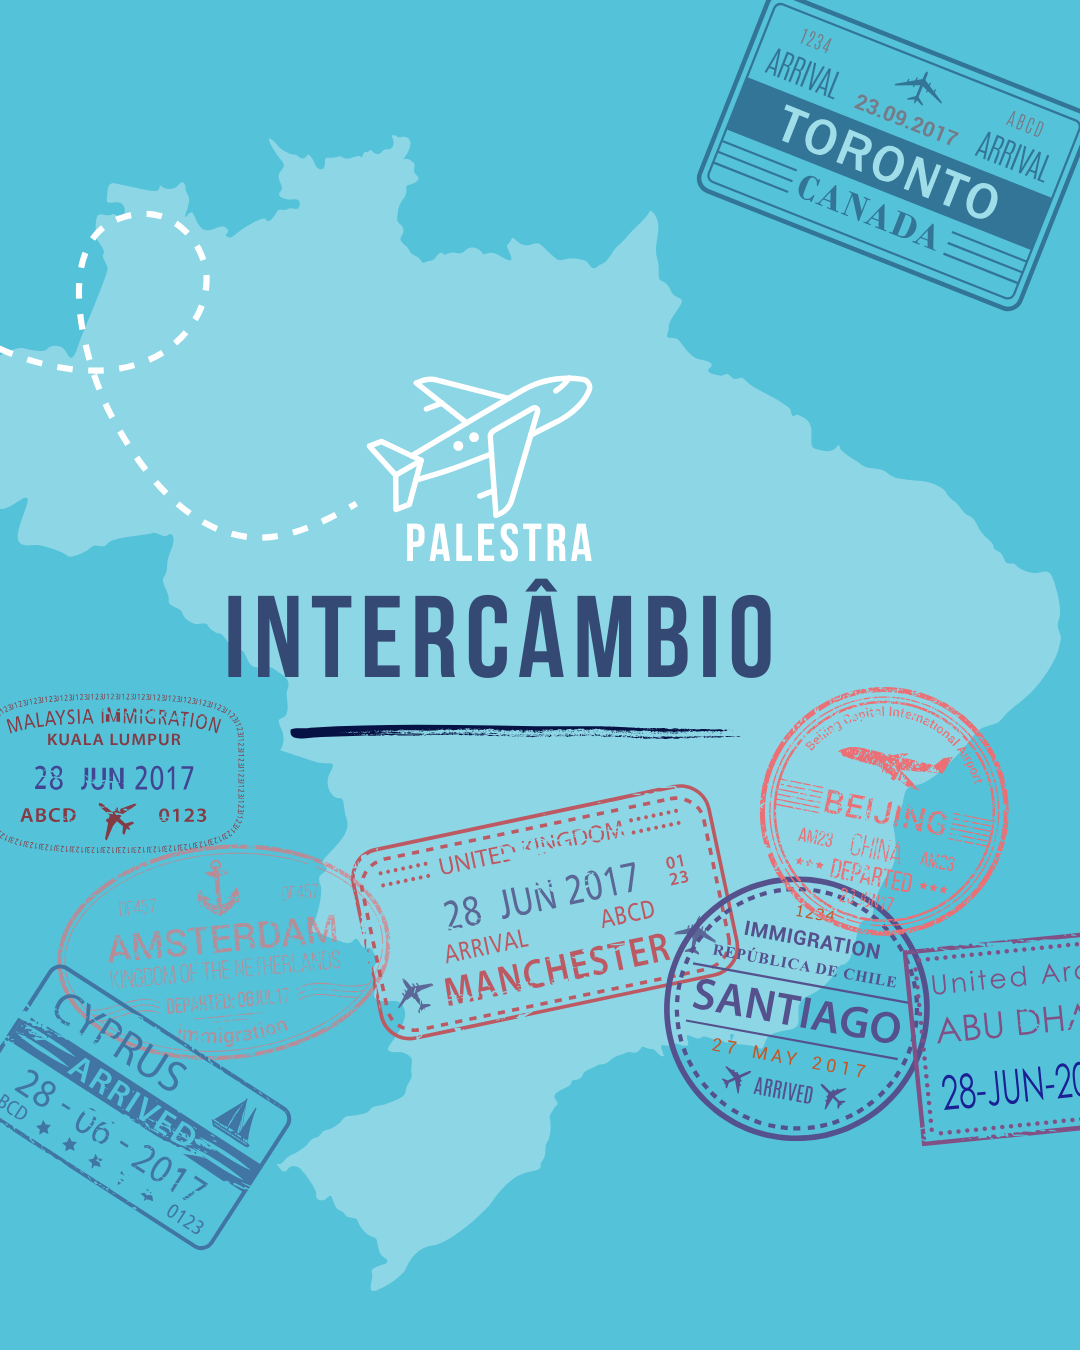 1234
ARRIVAL
23.09.2017
ABCD
ARRIVAL
TORONTO
CANADA
PALESTRA
INTERCÂMBIO
MALAYSIA IMMIGRATION
KUALA LUMPUR
28 JUN 2017
ABCD 0123
Beijing Capital International Airport
BEIJING
AM23 CHINA AM23
DEPARTED
UNITED KINGDOM
28 JUN 2017
01
23
ARRIVAL ABCD
MANCHESTER
AMSTERDAM
KINGDOM OF THE NETHERLANDS
DEPARTED: 08JUL 17
immigration
1234
IMMIGRATION
REPÚBLICA DE CHILE
SANTIAGO
27 MAY 2017
ARRIVED
United Ara
ABU DHA
28-JUN-20
CYPRUS
ARRIVED
28 - 06 - 2017
BCD
0123